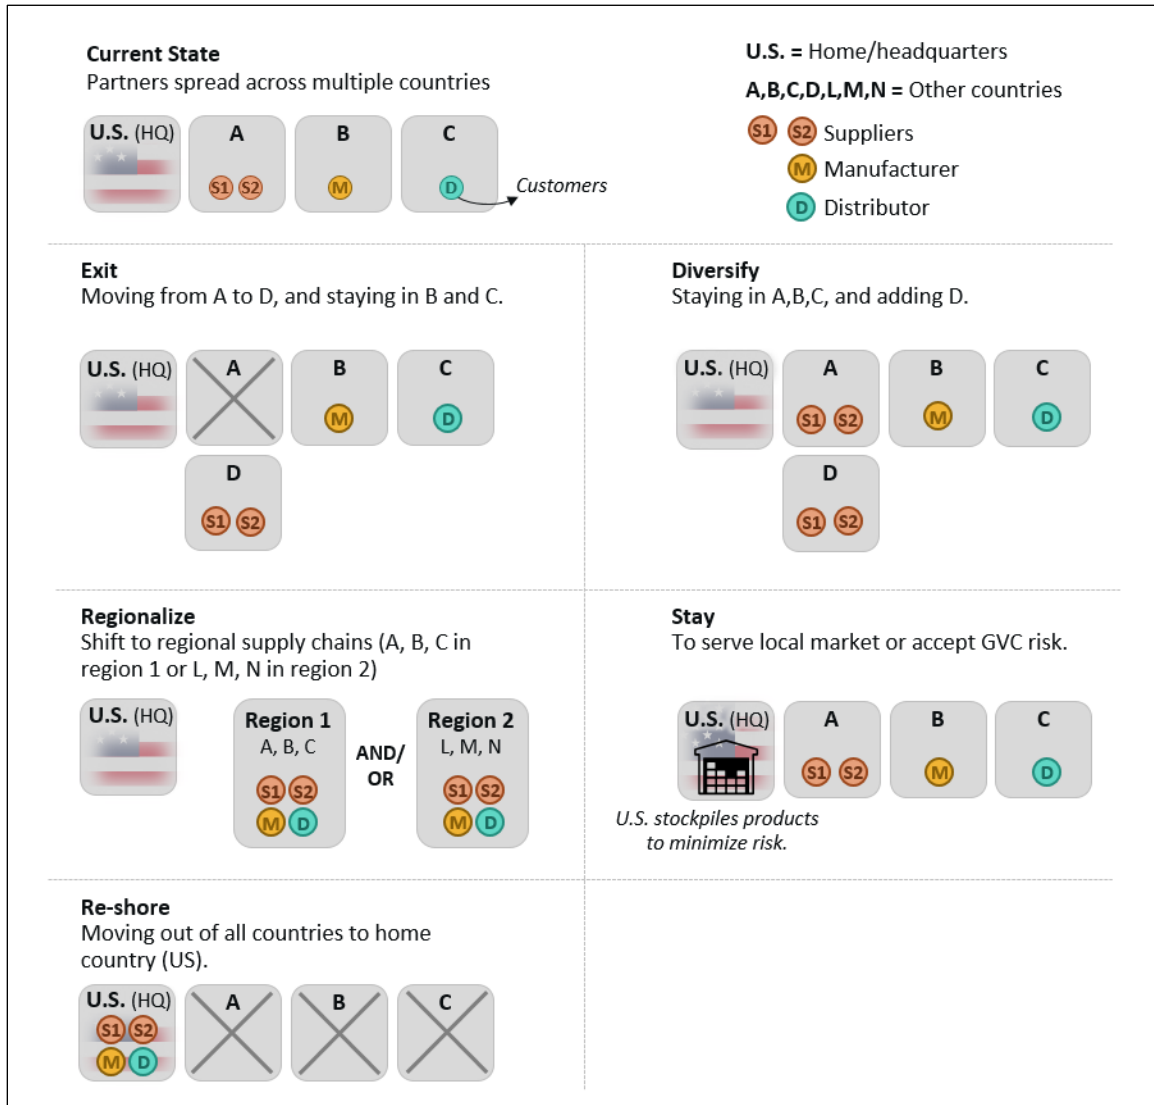 Current State
Partners spread across multiple countries
U.S. (HQ)
A
B
C
S1 S2
M
D
Customers
U.S. = Home/headquarters
A,B,C,D,L,M,N = Other countries
S1 S2 Suppliers
M Manufacturer
D Distributor
Exit
Moving from A to D, and staying in B and C.
U.S. (HQ)
A
B
C
M
D
D
S1 S2
Diversify
Staying in A,B,C, and adding D.
U.S. (HQ)
A
B
C
S1 S2
M
D
D
S1 S2
Regionalize
Shift to regional supply chains (A, B, C in
region 1 or L, M, N in region 2)
U.S. (HQ)
Region 1
A, B, C
S1 S2
M D
AND/
OR
Region 2
L, M, N
S1 S2
M D
Stay
To serve local market or accept GVC risk.
U.S. (HQ)
A
B
C
S1 S2
M
D
U.S. stockpiles products
to minimize risk.
Re-shore
Moving out of all countries to home
country (US).
U.S. (HQ)
S1 S2
M D
A
B
C